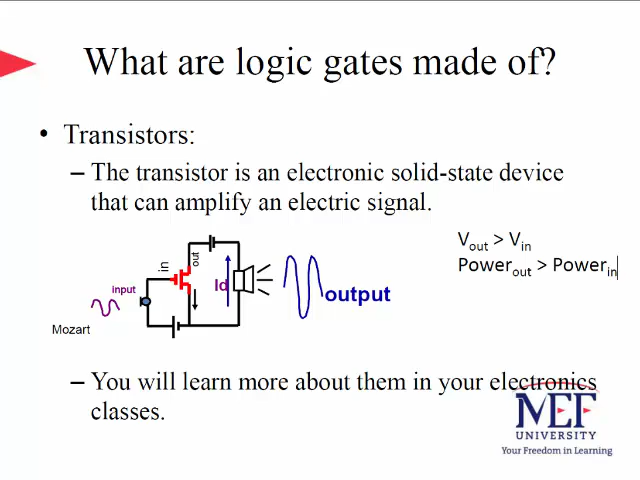 What are logic gates made of?
• Transistors:
– The transistor is an electronic solid-state device
that can amplify an electric signal.
Vout > Vin
Powerout > Powerin
in
out
input
Id
output
Mozart
– You will learn more about them in your electronics
classes.
MEF
UNIVERSITY
Your Freedom in Learning